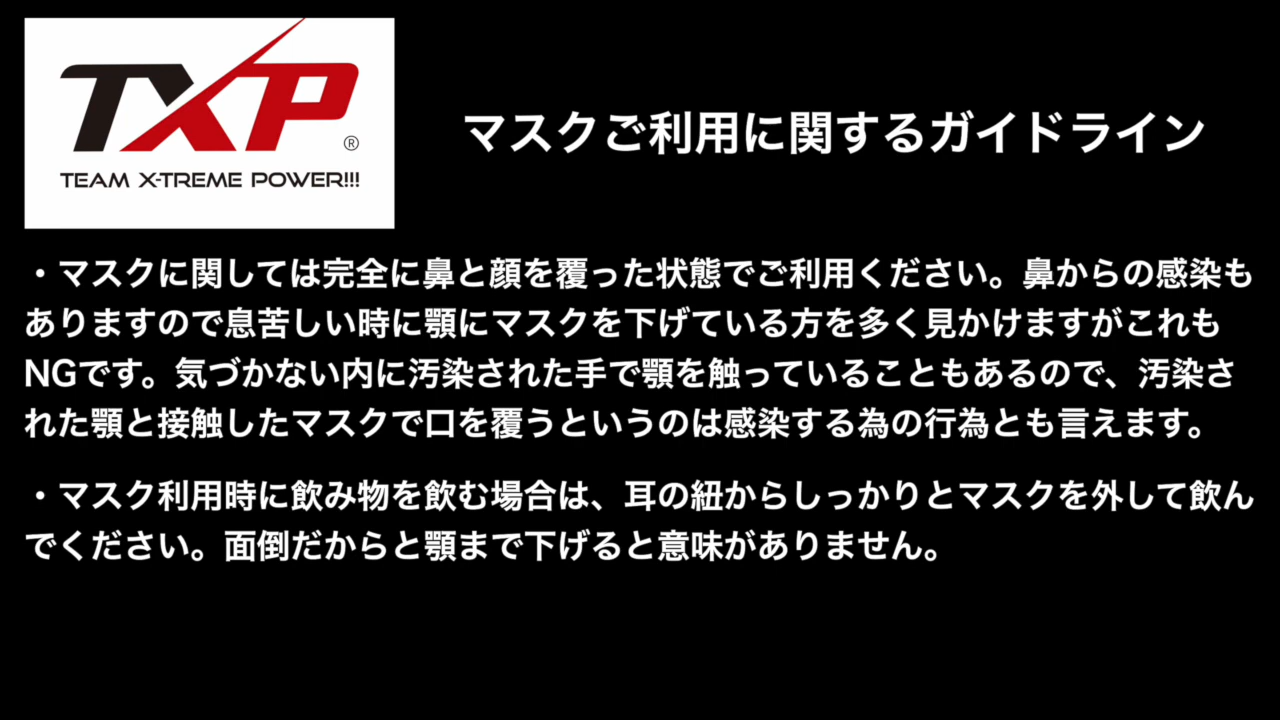 TXP
®
TEAM X-TREME POWER!!!
マスクご利用に関するガイドライン
・マスクに関しては完全に鼻と顔を覆った状態でご利用ください。鼻からの感染も
ありますので息苦しい時に顎にマスクを下げている方を多く見かけますがこれも
NGです。気づかない内に汚染された手で顎を触っていることもあるので、汚染さ
れた顎と接触したマスクで口を覆うというのは感染する為の行為とも言えます。
・マスク利用時に飲み物を飲む場合は、耳の紐からしっかりとマスクを外して飲ん
でください。面倒だからと顎まで下げると意味がありません。